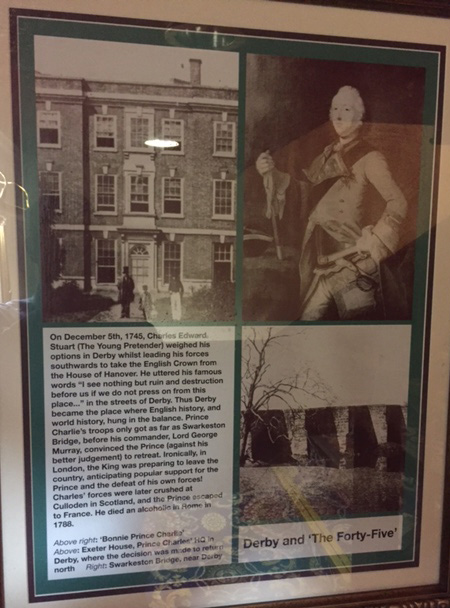 On December 5th, 1745, Charles Edward.
Stuart (The Young Pretender) weighed his
options in Derby whilst leading his forces
southwards to take the English Crown from
the House of Hanover. He uttered his famous
words "I see nothing but ruin and destruction
before us if we do not press on from this
place..." in the streets of Derby. Thus Derby
became the place where English history, and
world history, hung in the balance. Prince
Charlie's troops only got as far as Swarkeston
Bridge, before his commander, Lord George
Murray, convinced the Prince (against his
better judgement) to retreat. Ironically, in
London, the King was preparing to leave the
country, anticipating popular support for the
Prince and the defeat of his own forces!
Charles' forces were later crushed at
Culloden in Scotland, and the Prince escaped
to France. He died an alcoholic in Rome in
1788.
Above right: 'Bonnie Prince Charlie'
Above: Exeter House, Prince Charles' HQ in
Derby, where the decision was made to return
north Right: Swarkeston Bridge, near Derby
Derby and 'The Forty-Five'